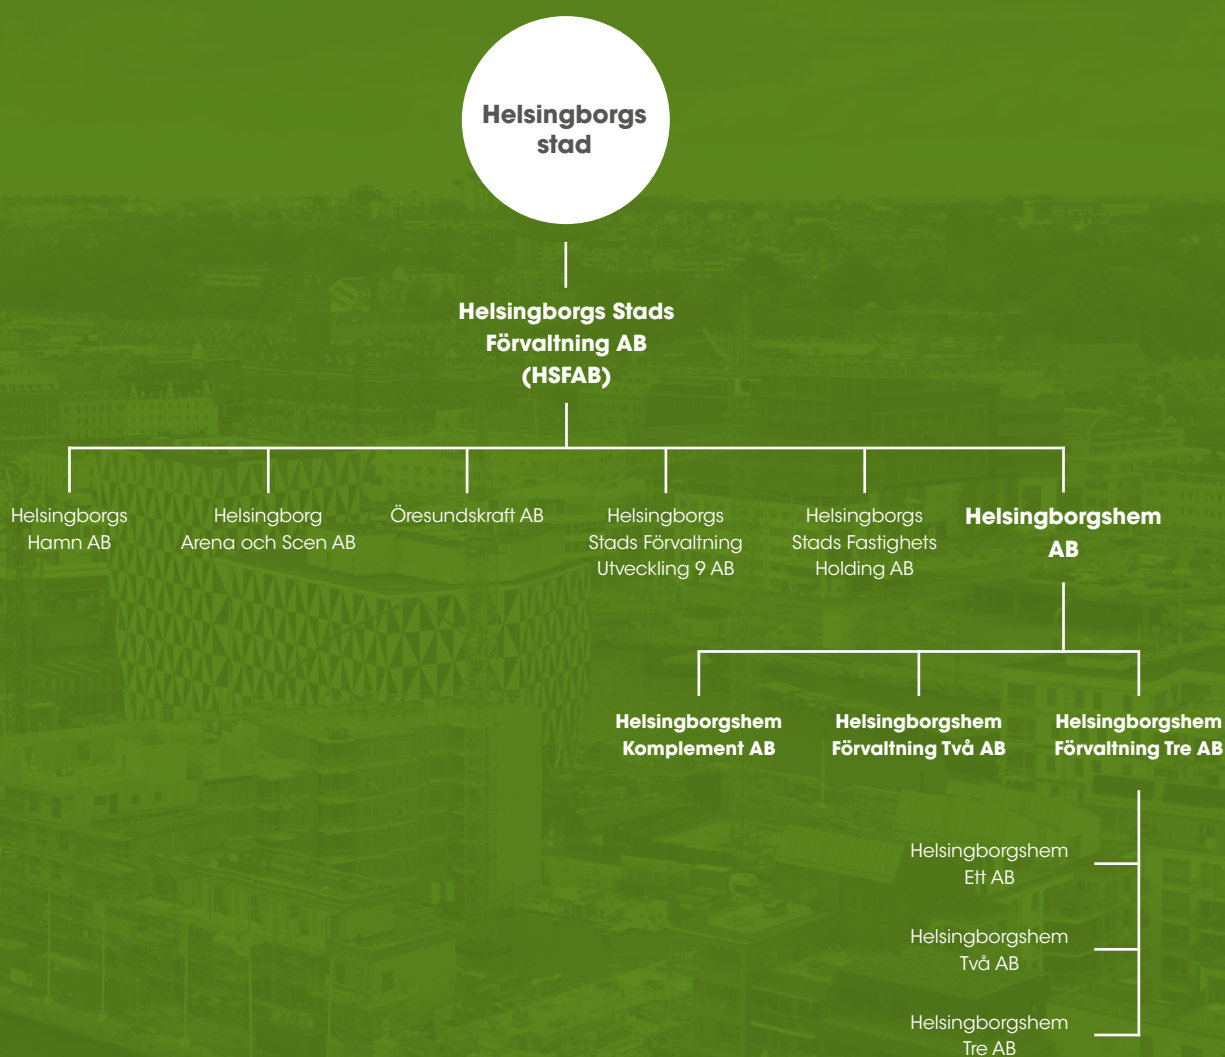 Helsingborgs
stad
Helsingborgs Stads
Förvaltning AB
(HSFAB)
Helsingborgs
Hamn AB
Helsingborg
Arena och Scen AB
Öresundskraft AB
Helsingborgs
Stads Förvaltning
Utveckling 9 AB
Helsingborgs
Stads Fastighets
Holding AB
Helsingborgshem
AB
Helsingborgshem
Komplement AB
Helsingborgshem
Förvaltning Två AB
Helsingborgshem
Förvaltning Tre AB
Helsingborgshem
Ett AB
Helsingborgshem
Två AB
Helsingborgshem
Tre AB